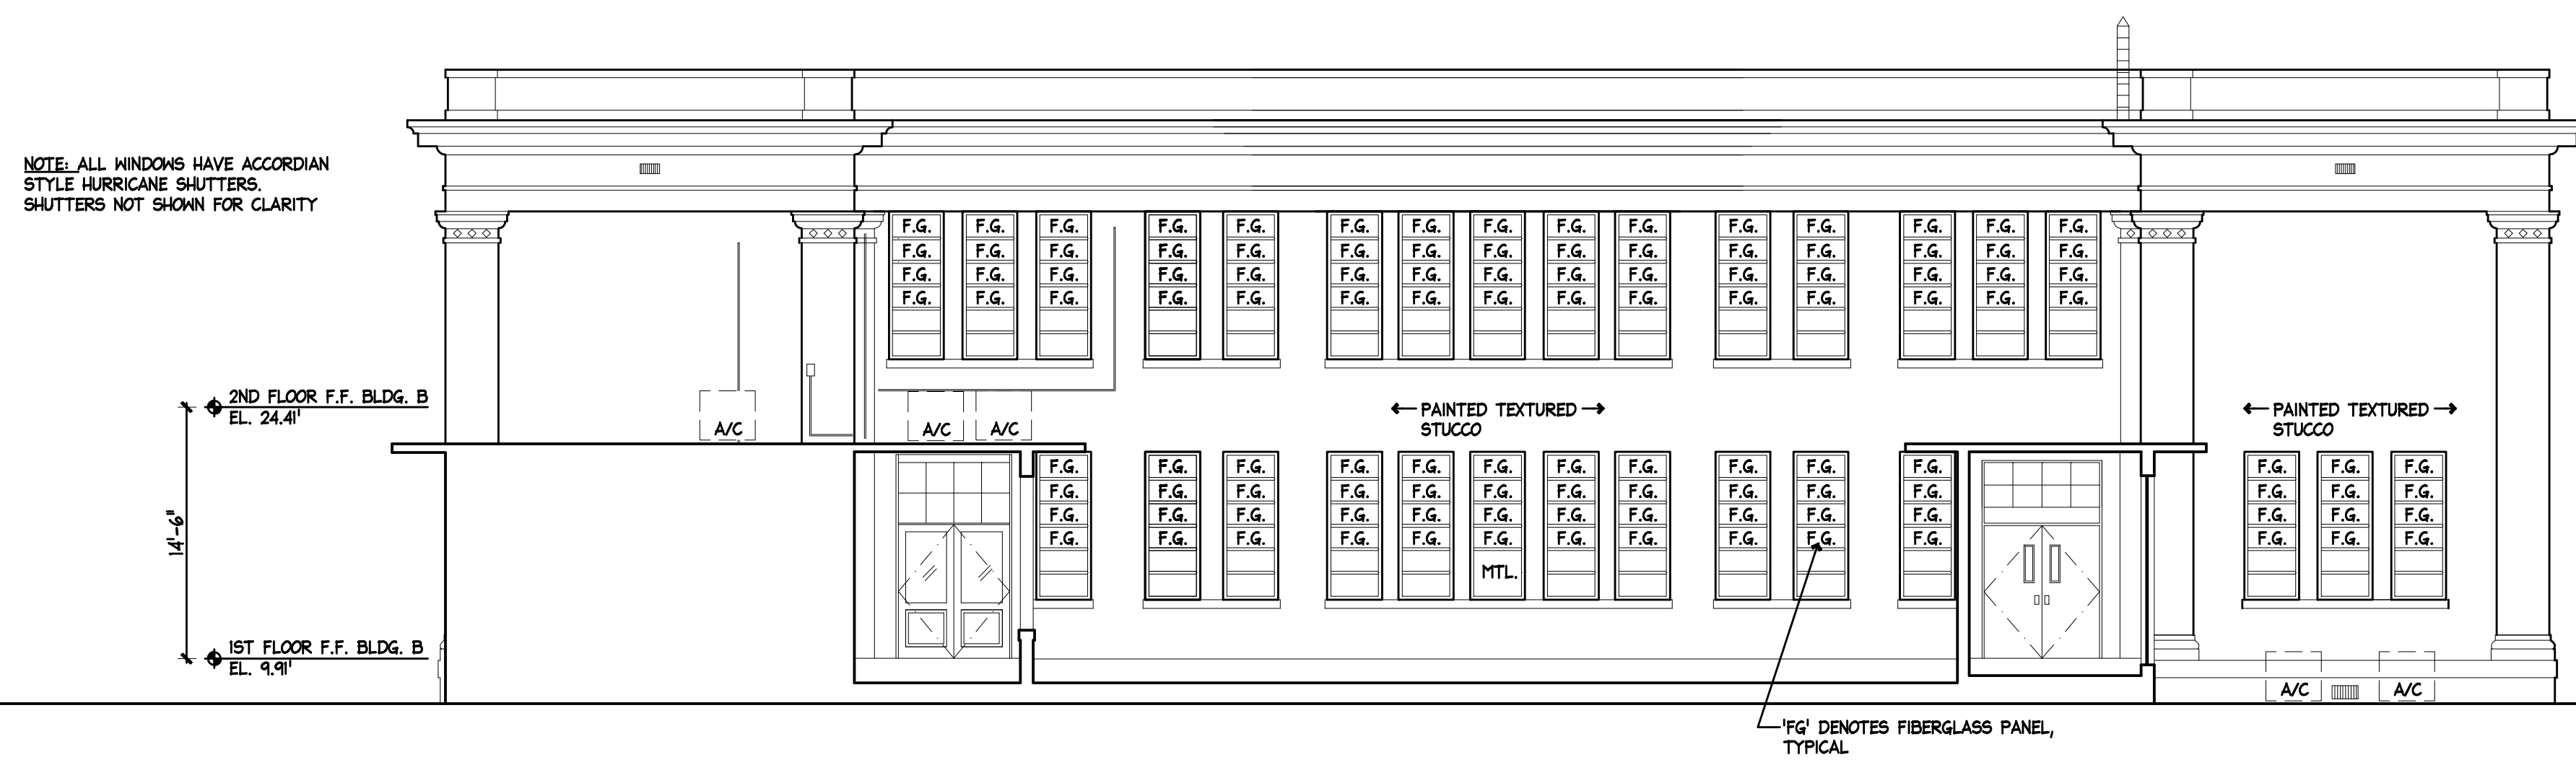 NOTE: ALL WINDOWS HAVE ACCORDIAN
STYLE HURRICANE SHUTTERS.
SHUTTERS NOT SHOWN FOR CLARITY
F.G. F.G. F.G. F.G. F.G. F.G. F.G. F.G. F.G. F.G. F.G. F.G. F.G. F.G. F.G.
F.G. F.G. F.G. F.G. F.G. F.G. F.G. F.G. F.G. F.G. F.G. F.G. F.G. F.G. F.G.
F.G. F.G. F.G. F.G. F.G. F.G. F.G. F.G. F.G. F.G. F.G. F.G. F.G. F.G. F.G.
F.G. F.G. F.G. F.G. F.G. F.G. F.G. F.G. F.G. F.G. F.G. F.G. F.G. F.G. F.G.
2ND FLOOR F.F. BLDG. B
EL. 24.41'
A/C A/C A/C
PAINTED TEXTURED
STUCCO
PAINTED TEXTURED
STUCCO
F.G. F.G. F.G. F.G. F.G. F.G. F.G. F.G. F.G. F.G. F.G. F.G. F.G. F.G.
F.G. F.G. F.G. F.G. F.G. F.G. F.G. F.G. F.G. F.G. F.G. F.G. F.G. F.G.
F.G. F.G. F.G. F.G. F.G. F.G. F.G. F.G. F.G. F.G. F.G. F.G. F.G. F.G.
F.G. F.G. F.G. F.G. F.G. F.G. F.G. F.G. F.G. F.G. F.G. F.G. F.G. F.G.
14'-6"
MTL.
1ST FLOOR F.F. BLDG. B
EL. 9.91'
A/C A/C
'FG' DENOTES FIBERGLASS PANEL,
TYPICAL